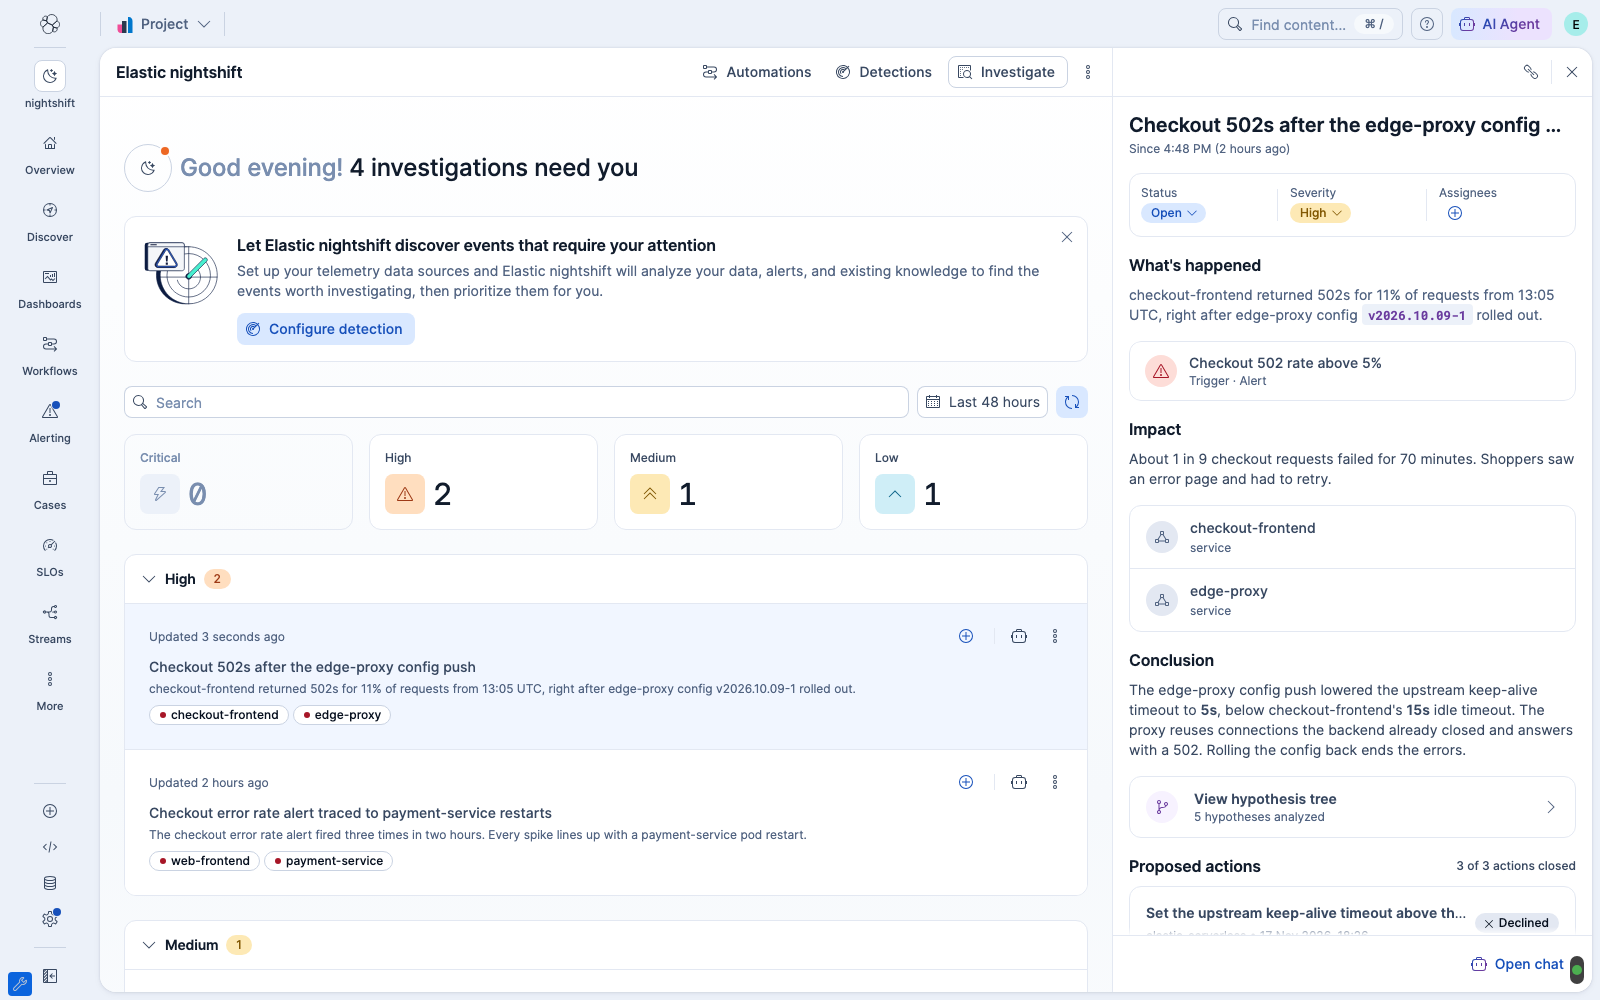 Project
Find content...
⌘ /
AI Agent
E
nightshift
Overview
Discover
Dashboards
Workflows
Alerting
Cases
SLOs
Streams
More
Elastic nightshift
Automations
Detections
Investigate
Good evening! 4 investigations need you
Let Elastic nightshift discover events that require your attention
Set up your telemetry data sources and Elastic nightshift will analyze your data, alerts, and existing knowledge to find the
events worth investigating, then prioritize them for you.
Configure detection
Search
Last 48 hours
Critical
0
High
2
Medium
1
Low
1
High 2
Updated 3 seconds ago
Checkout 502s after the edge-proxy config push
checkout-frontend returned 502s for 11% of requests from 13:05 UTC, right after edge-proxy config v2026.10.09-1 rolled out.
checkout-frontend
edge-proxy
Updated 2 hours ago
Checkout error rate alert traced to payment-service restarts
The checkout error rate alert fired three times in two hours. Every spike lines up with a payment-service pod restart.
web-frontend
payment-service
Medium 1
Checkout 502s after the edge-proxy config ...
Since 4:48 PM (2 hours ago)
Status
Open
Severity
High
Assignees
What's happened
checkout-frontend returned 502s for 11% of requests from 13:05
UTC, right after edge-proxy config v2026.10.09-1 rolled out.
Checkout 502 rate above 5%
Trigger · Alert
Impact
About 1 in 9 checkout requests failed for 70 minutes. Shoppers saw
an error page and had to retry.
checkout-frontend
service
edge-proxy
service
Conclusion
The edge-proxy config push lowered the upstream keep-alive
timeout to 5s, below checkout-frontend's 15s idle timeout. The
proxy reuses connections the backend already closed and answers
with a 502. Rolling the config back ends the errors.
View hypothesis tree
5 hypotheses analyzed
Proposed actions
3 of 3 actions closed
Set the upstream keep-alive timeout above th...
Declined
Open chat